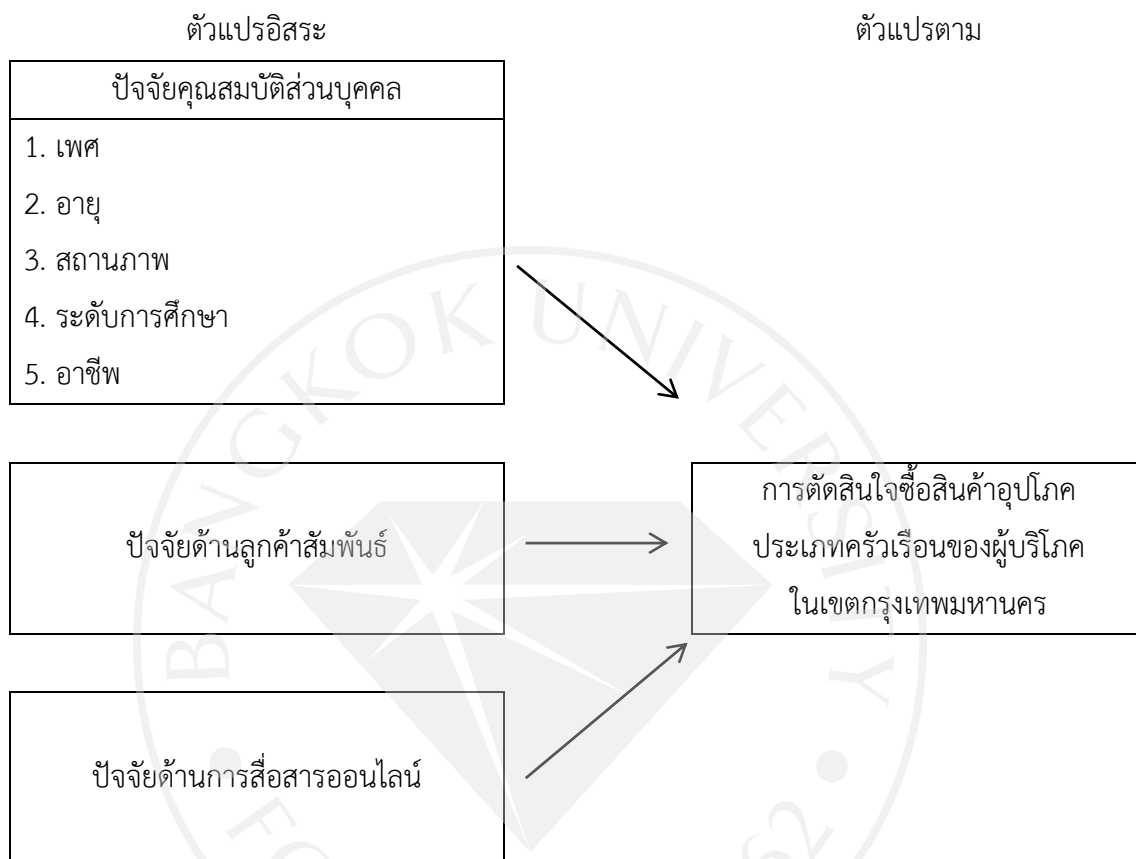 ตัวแปรอิสระ
ตัวแปรตาม
ปัจจัยคุณสมบัติส่วนบุคคล
1. เพศ
2. อายุ
3. สถานภาพ
4. ระดับการศึกษา
5. อาชีพ
ปัจจัยด้านลูกค้าสัมพันธ์
การตัดสินใจซื้อสินค้าอุปโภค
ประเภทครัวเรือนของผู้บริโภค
ในเขตกรุงเทพมหานคร
ปัจจัยด้านการสื่อสารออนไลน์
BANGKOK UNIVERSITY